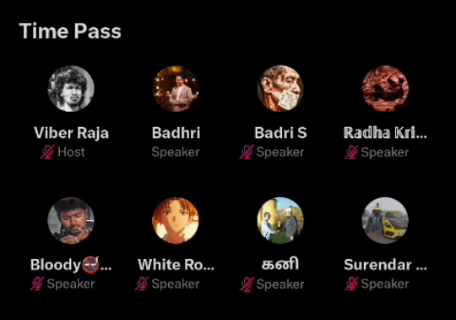 Time Pass
Viber Raja Badhri Badri S Radha Kri...
Host Speaker Speaker Speaker
Bloody🚭... White Ro... கனி Surendar ...
Speaker Speaker Speaker Speaker